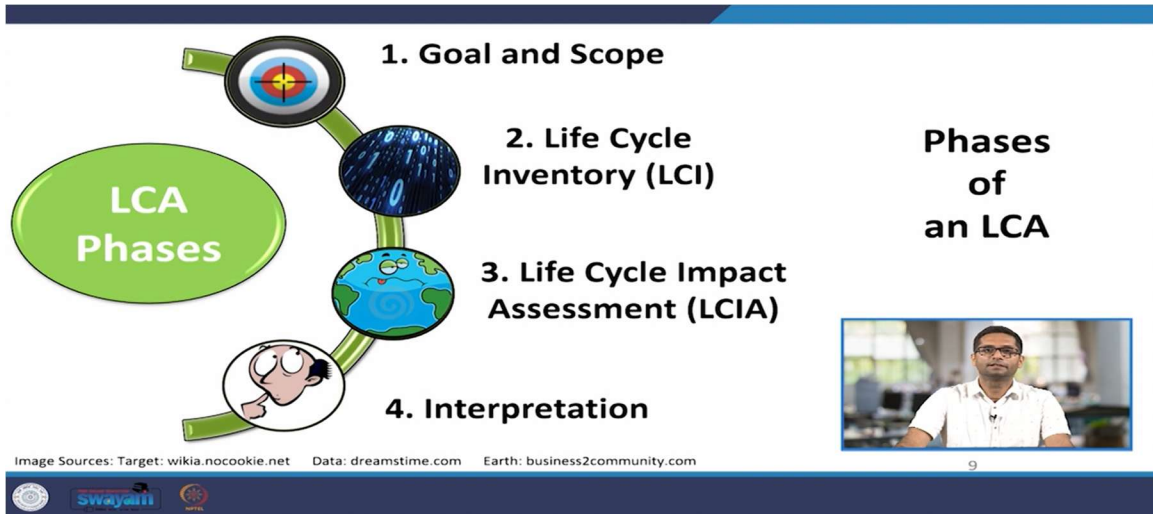 1. Goal and Scope
2. Life Cycle
Inventory (LCI)
LCA
Phases
3. Life Cycle Impact
Assessment (LCIA)
4. Interpretation
Phases
of
an LCA
Image Sources: Target: wikia.nocookie.net Data: dreamstime.com Earth: business2community.com
9
swayam